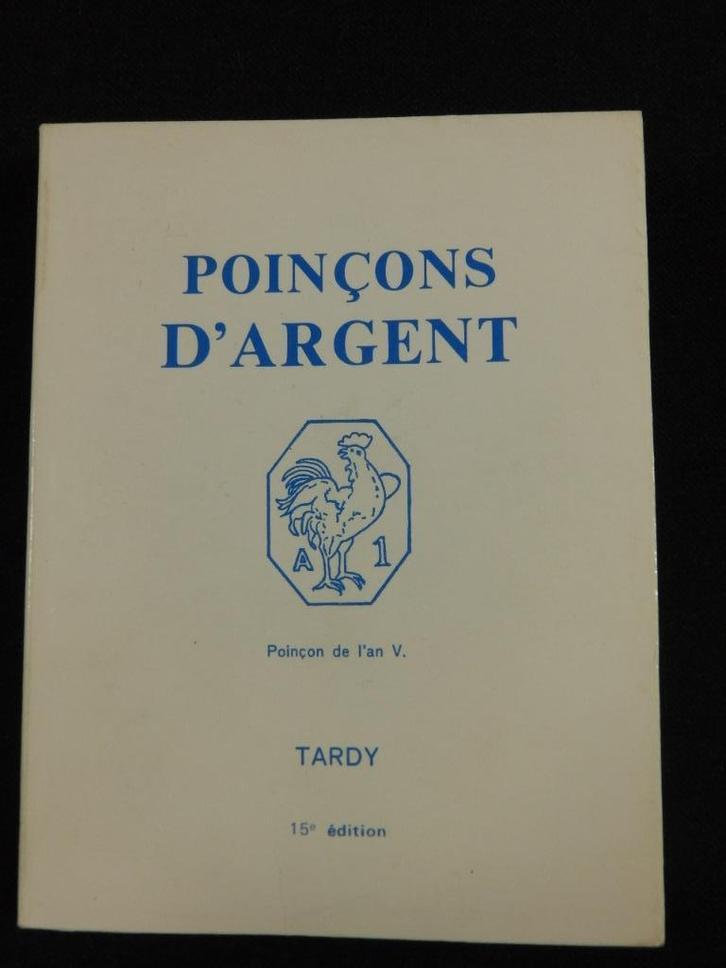 POINÇONS
D'ARGENT
A 1
Poinçon de l'an V.
TARDY
15e édition